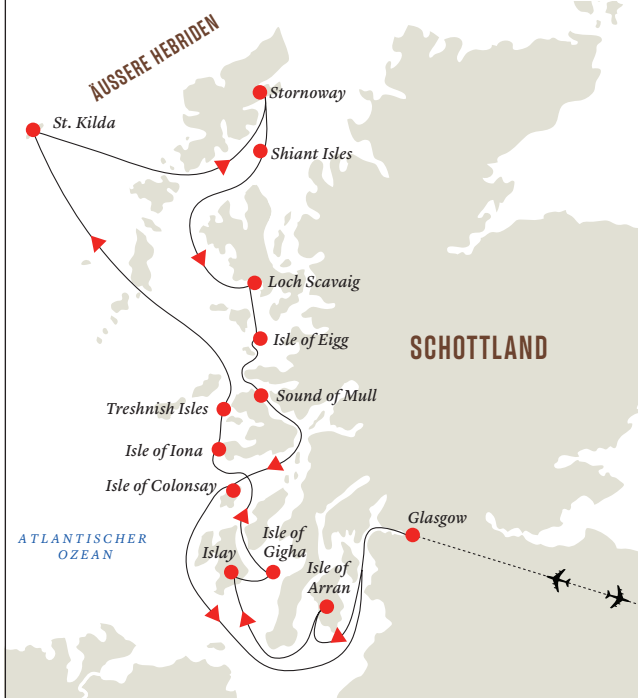 ÄUSSERE HEBRIDEN
Stornoway
St. Kilda
Shiant Isles
Loch Scavaig
Isle of Eigg
SCHOTTLAND
Sound of Mull
Treshnish Isles
Isle of Iona
Isle of Colonsay
Glasgow
ATLANTISCHER
OZEAN
Islay
Isle of
Gigha
Isle of
Arran